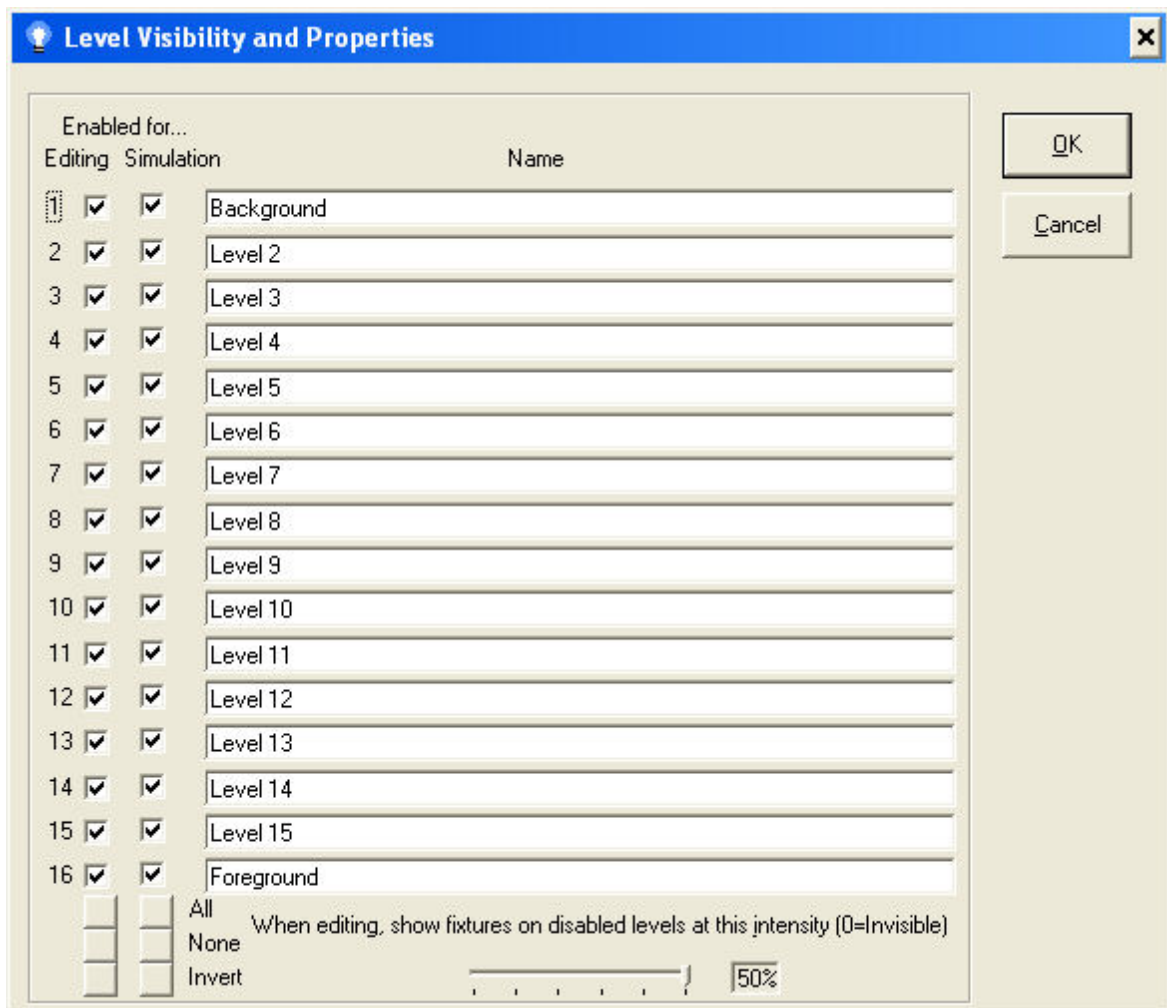 Level Visibility and Properties
Enabled for...
Editing Simulation Name
1 Background
2 Level 2
3 Level 3
4 Level 4
5 Level 5
6 Level 6
7 Level 7
8 Level 8
9 Level 9
10 Level 10
11 Level 11
12 Level 12
13 Level 13
14 Level 14
15 Level 15
16 Foreground
All
None
Invert
When editing, show fixtures on disabled levels at this intensity (0=Invisible)
50%
OK
Cancel